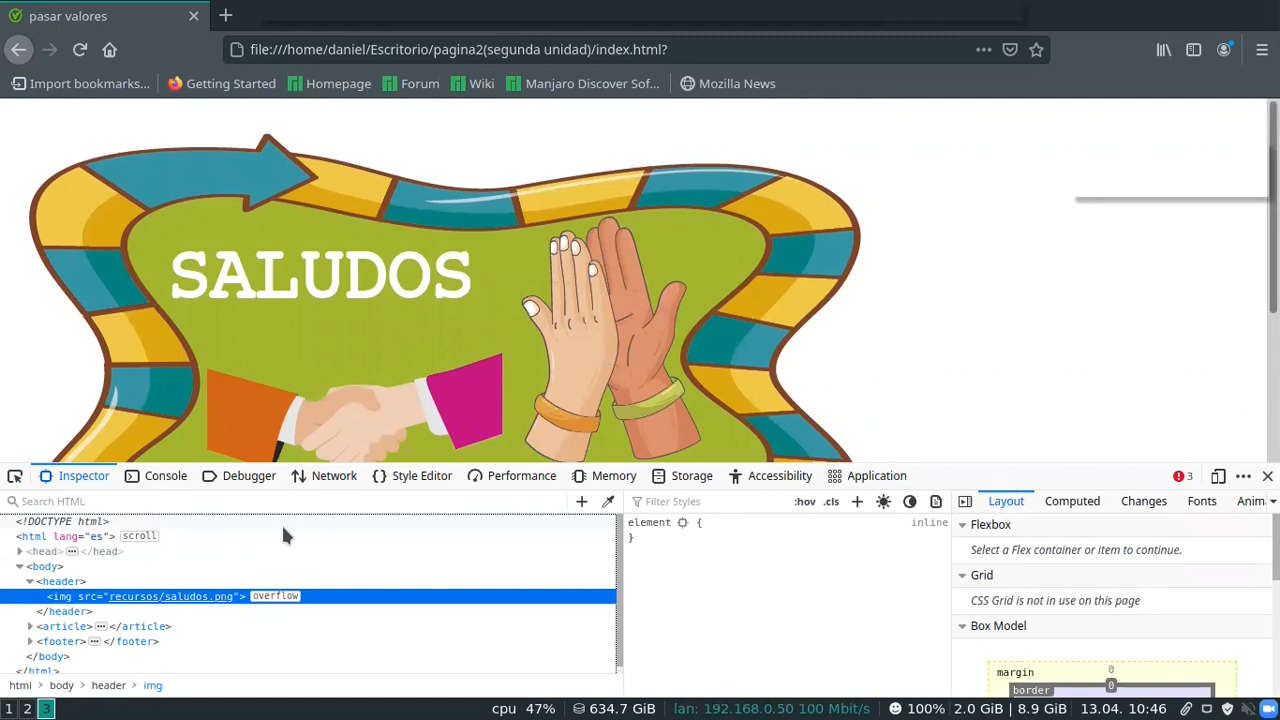 pasar valores
file:///home/daniel/Escritorio/pagina2(segunda unidad)/index.html?
Import bookmarks... Getting Started Homepage Forum Wiki Manjaro Discover Sof... Mozilla News
SALUDOS
Inspector Console Debugger Network Style Editor Performance Memory Storage Accessibility Application 3
Search HTML
Filter Styles :hov .cls
Layout Computed Changes Fonts Anim
<!DOCTYPE html>
<html lang="es"> scroll
<head> </head>
<body>
<header>
<img src="recursos/saludos.png"> overflow
</header>
<article> </article>
<footer> </footer>
</body>
</html>
html body header img
element { inline
}
Flexbox
Select a Flex container or item to continue.
Grid
CSS Grid is not in use on this page
Box Model
margin 0
border 0
1 2 3 cpu 47% 634.7 GiB lan: 192.168.0.50 100 Mbit/s 100% 2.0 GiB | 8.9 GiB 13.04. 10:46